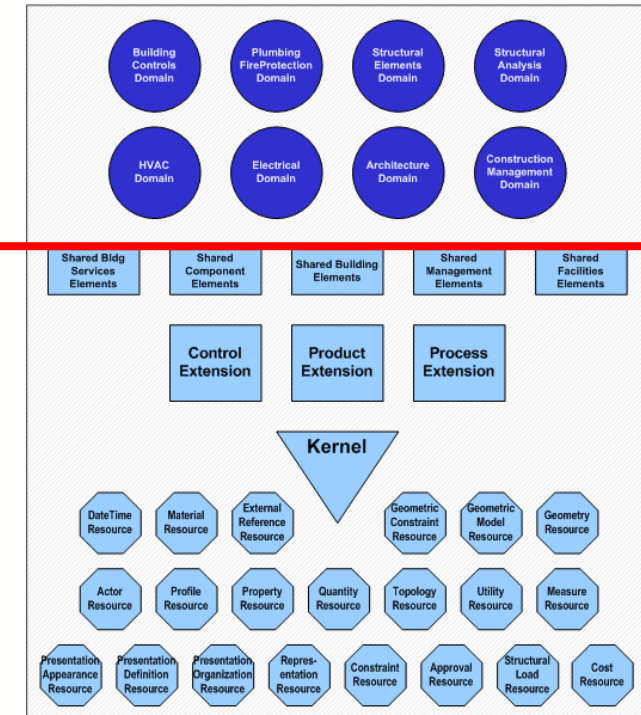 Building
Controls
Domain
Plumbing
FireProtection
Domain
Structural
Elements
Domain
Structural
Analysis
Domain
HVAC
Domain
Electrical
Domain
Architecture
Domain
Construction
Management
Domain
Shared Bldg
Services
Elements
Shared
Component
Elements
Shared Building
Elements
Shared
Management
Elements
Shared
Facilities
Elements
Control
Extension
Product
Extension
Process
Extension
Kernel
DateTime
Resource
Material
Resource
External
Reference
Resource
Geometric
Constraint
Resource
Geometric
Model
Resource
Geometry
Resource
Actor
Resource
Profile
Resource
Property
Resource
Quantity
Resource
Topology
Resource
Utility
Resource
Measure
Resource
Presentation
Appearance
Resource
Presentation
Definition
Resource
Presentation
Organization
Resource
Repres-
entation
Resource
Constraint
Resource
Approval
Resource
Structural
Load
Resource
Cost
Resource